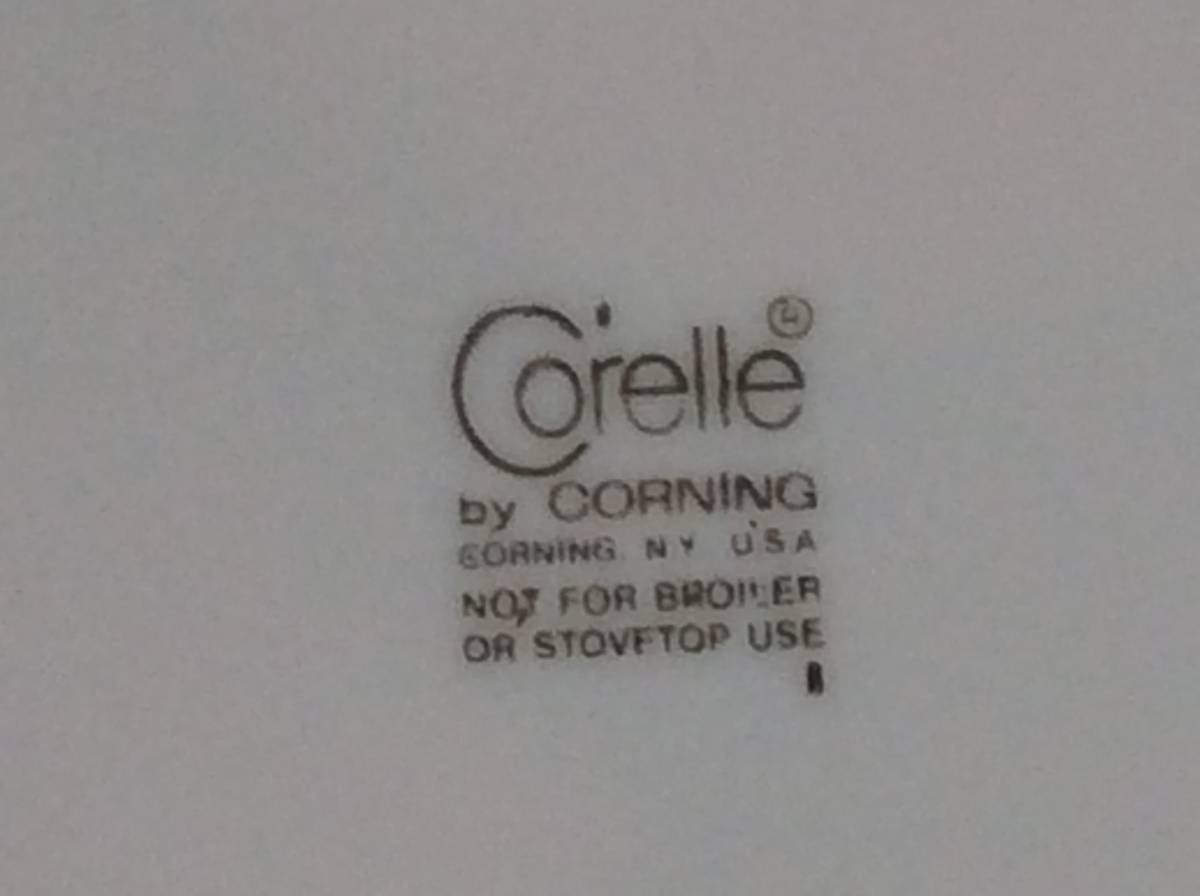 Corelle®
by CORNING
CORNING NY USA
NOT FOR BROILER
OR STOVETOP USE